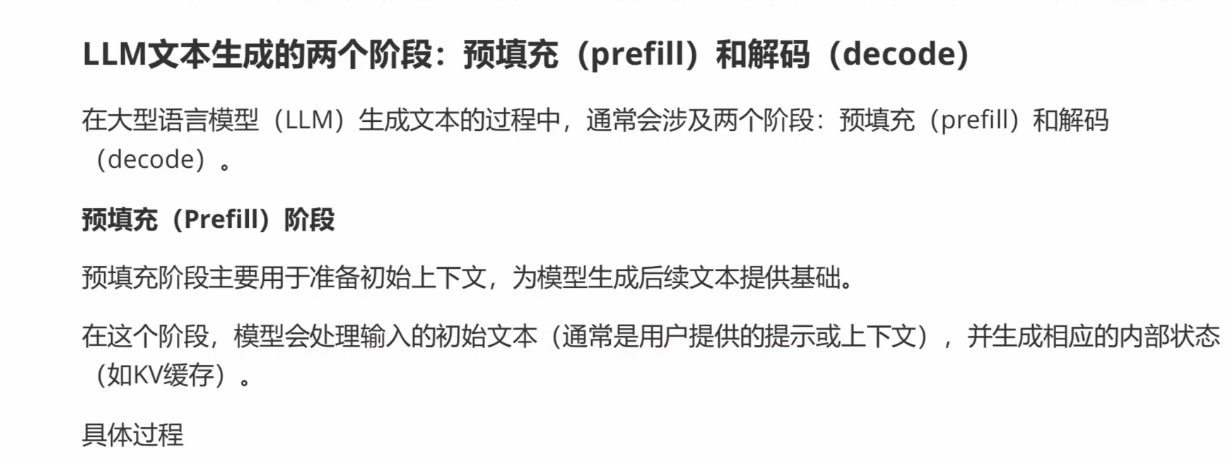 LLM文本生成的两个阶段：预填充（prefill）和解码（decode）
在大型语言模型（LLM）生成文本的过程中，通常会涉及两个阶段：预填充（prefill）和解码
（decode）。
预填充（Prefill）阶段
预填充阶段主要用于准备初始上下文，为模型生成后续文本提供基础。
在这个阶段，模型会处理输入的初始文本（通常是用户提供的提示或上下文），并生成相应的内部状态
（如KV缓存）。
具体过程